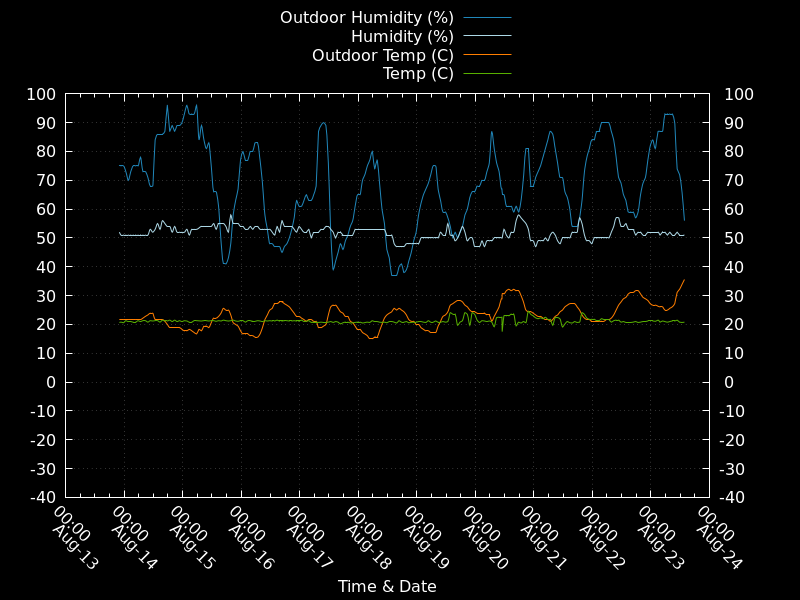 Outdoor Humidity (%)
Humidity (%)
Outdoor Temp (C)
Temp (C)
100 100
90 90
80 80
70 70
60 60
50 50
40 40
30 30
20 20
10 10
0 0
-10 -10
-20 -20
-30 -30
-40 -40
00:00
Aug-13
00:00
Aug-14
00:00
Aug-15
00:00
Aug-16
00:00
Aug-17
00:00
Aug-18
00:00
Aug-19
00:00
Aug-20
00:00
Aug-21
00:00
Aug-22
00:00
Aug-23
00:00
Aug-24
Time & Date